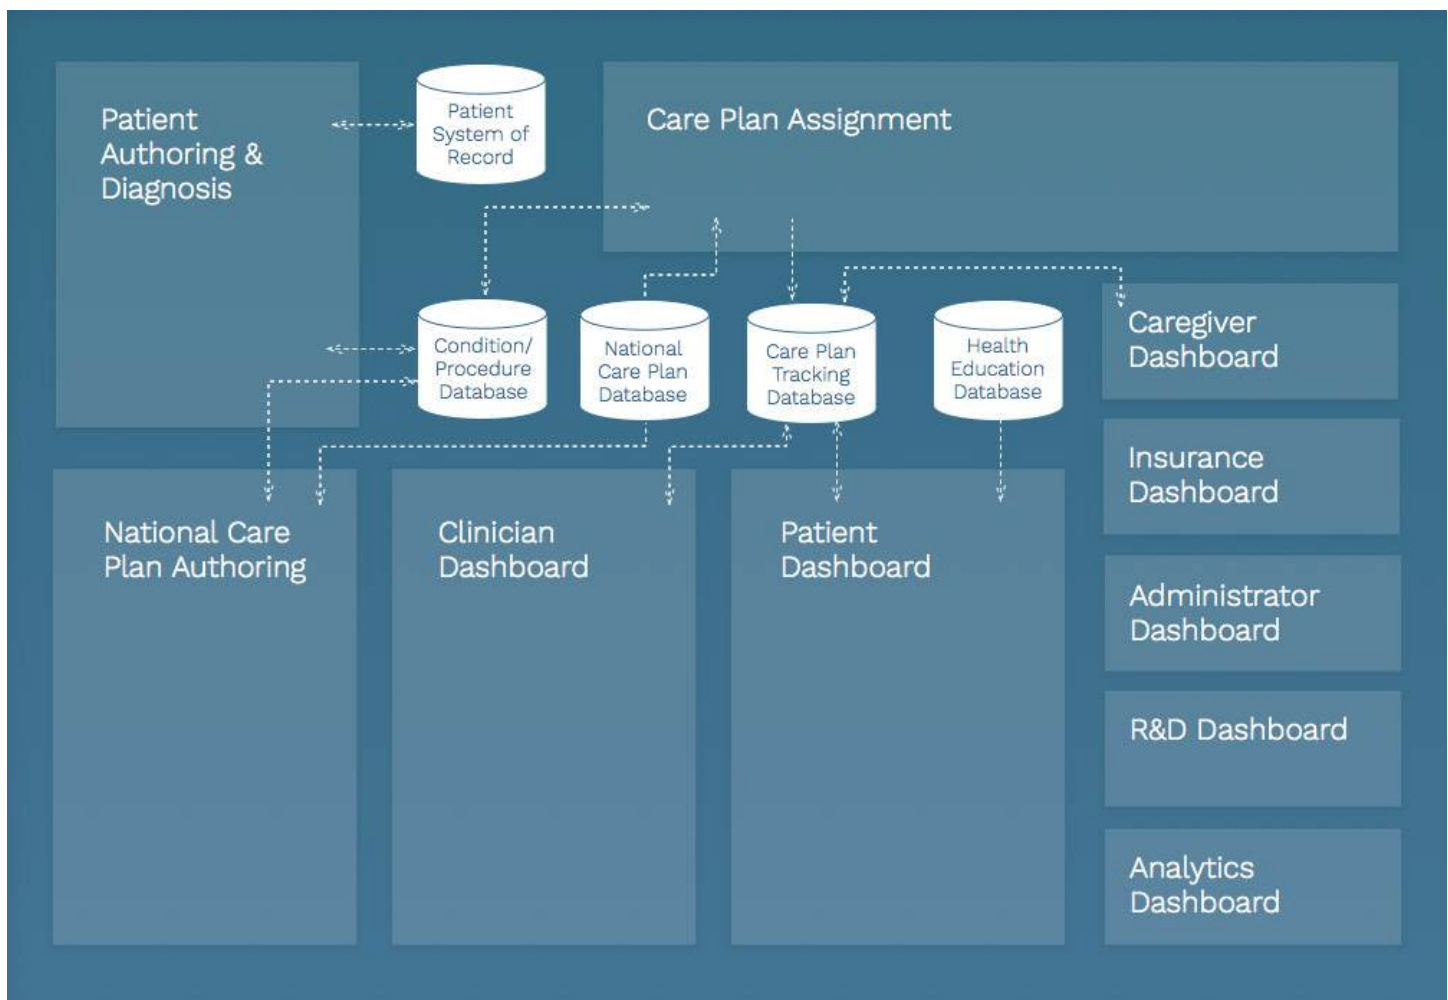 Patient
Authoring &
Diagnosis
Patient
System of
Record
Care Plan Assignment
Condition/
Procedure
Database
National
Care Plan
Database
Care Plan
Tracking
Database
Health
Education
Database
Caregiver
Dashboard
Insurance
Dashboard
National Care
Plan Authoring
Clinician
Dashboard
Patient
Dashboard
Administrator
Dashboard
R&D Dashboard
Analytics
Dashboard